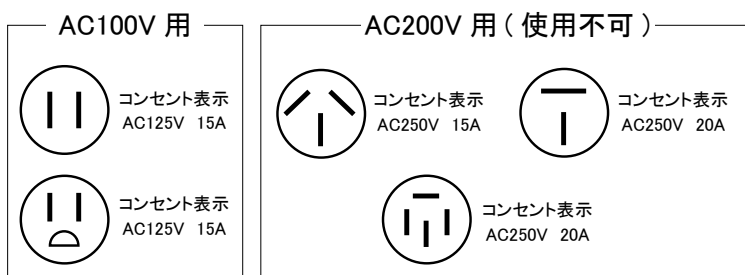 AC100V 用
コンセント表示
AC125V 15A
コンセント表示
AC125V 15A
AC200V 用 ( 使用不可 )
コンセント表示
AC250V 15A
コンセント表示
AC250V 20A
コンセント表示
AC250V 20A